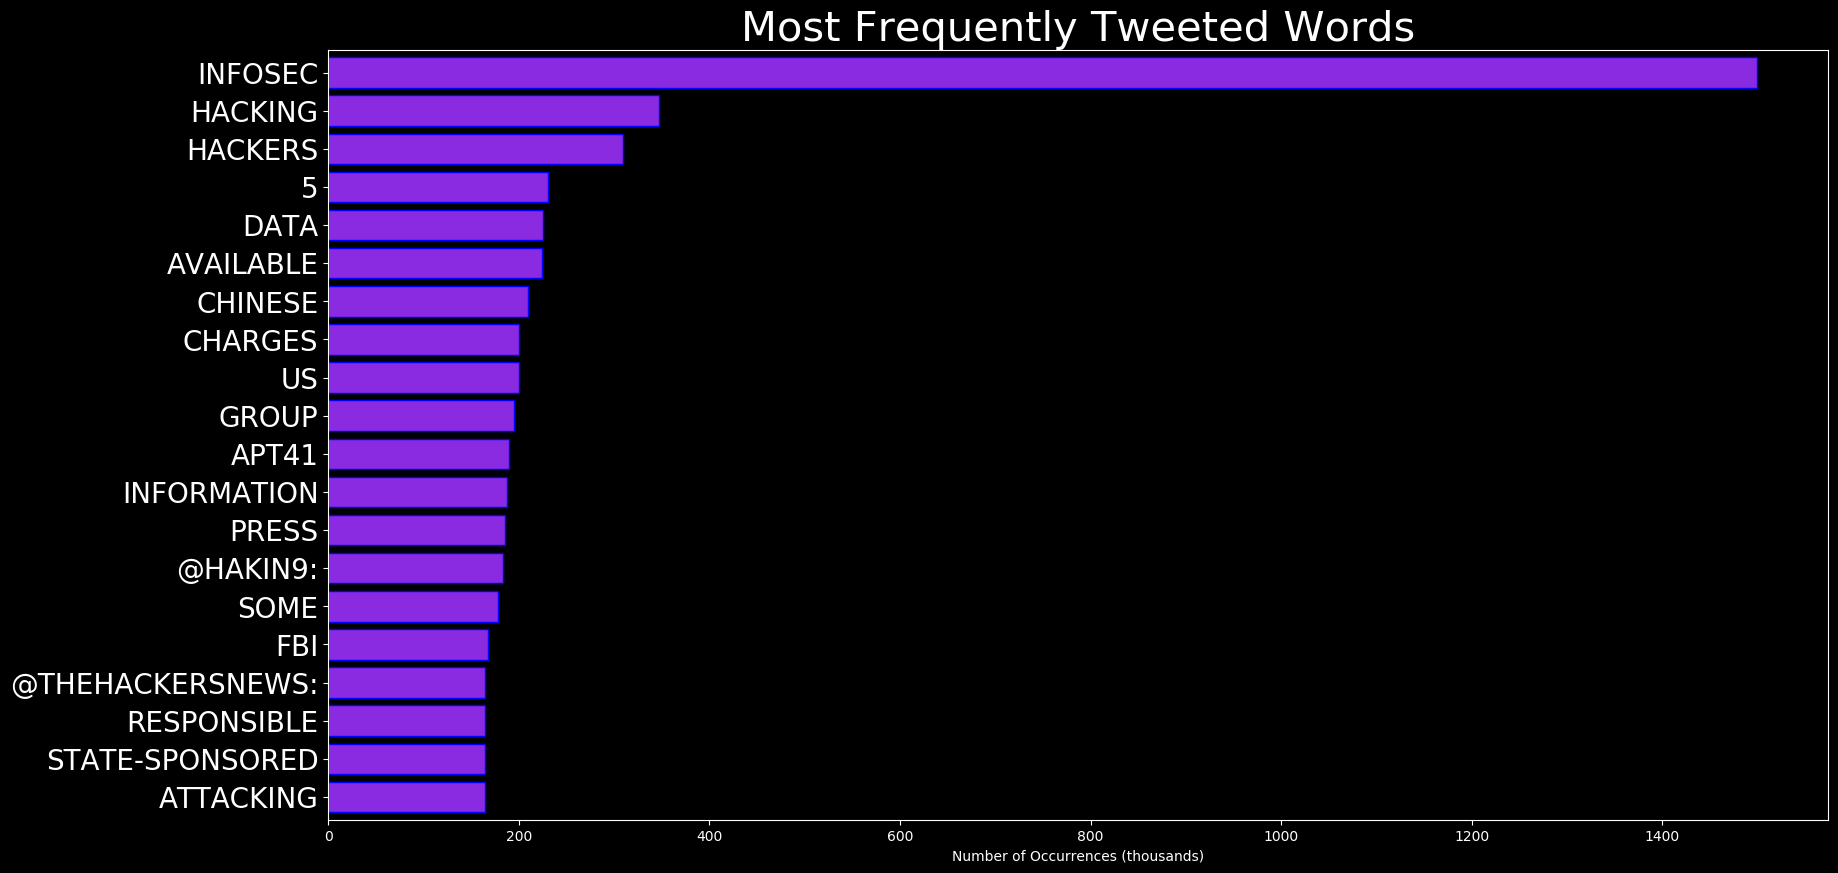 Most Frequently Tweeted Words
INFOSEC
HACKING
HACKERS
5
DATA
AVAILABLE
CHINESE
CHARGES
US
GROUP
APT41
INFORMATION
PRESS
@HAKIN9:
SOME
FBI
@THEHACKERSNEWS:
RESPONSIBLE
STATE-SPONSORED
ATTACKING
0 200 400 600 800 1000 1200 1400
Number of Occurrences (thousands)